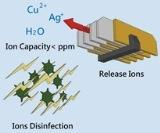 Cu²⁺
Ag⁺
H₂O
Ion Capacity< ppm
Release Ions
Ions Disinfection